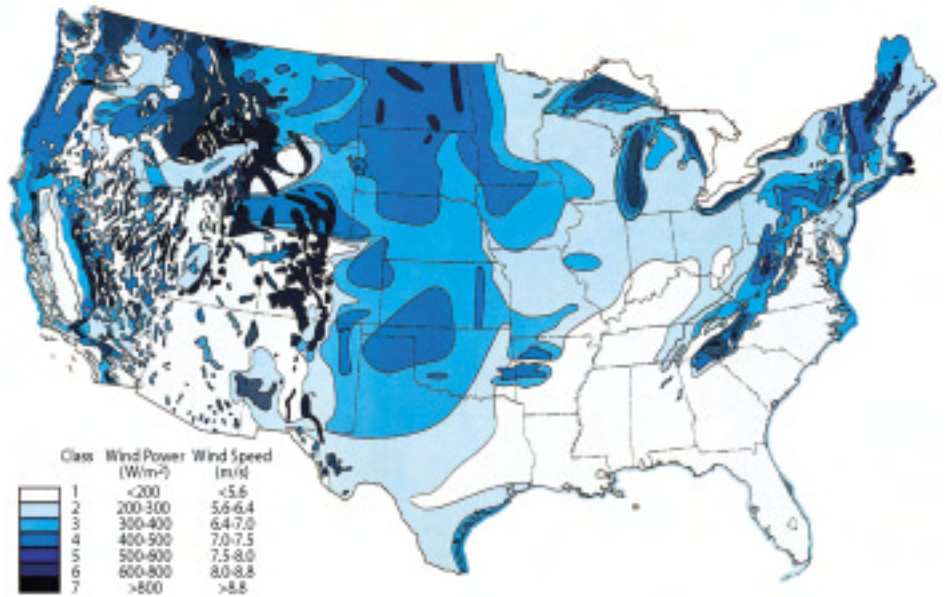 Class Wind Power Wind Speed
(W/m-²) (m/s)
1 <200 <5.6
2 200-300 5.6-6.4
3 300-400 6.4-7.0
4 400-500 7.0-7.5
5 500-600 7.5-8.0
6 600-800 8.0-8.8
7 >800 >8.8